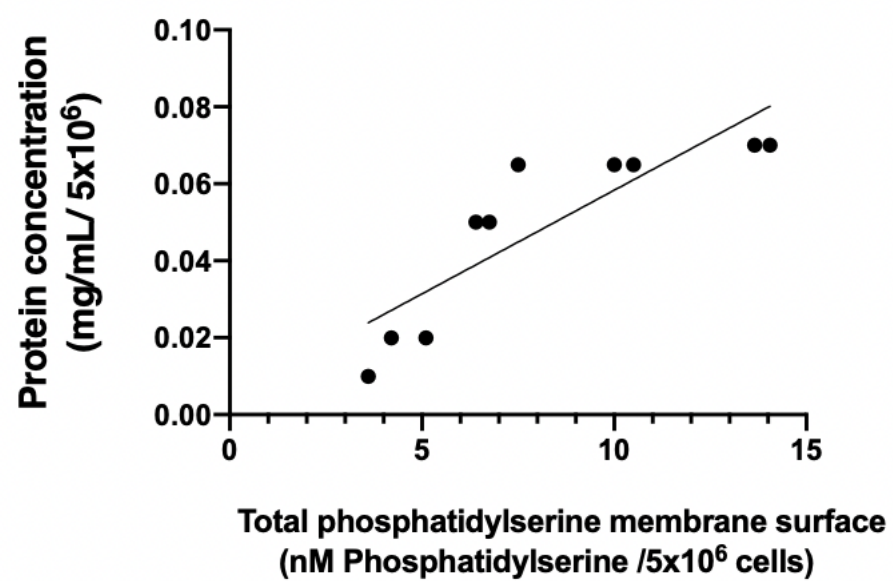 Protein concentration
(mg/mL/ 5x10⁶)
0.10
0.08
0.06
0.04
0.02
0.00
0 5 10 15
Total phosphatidylserine membrane surface
(nM Phosphatidylserine /5x10⁶ cells)